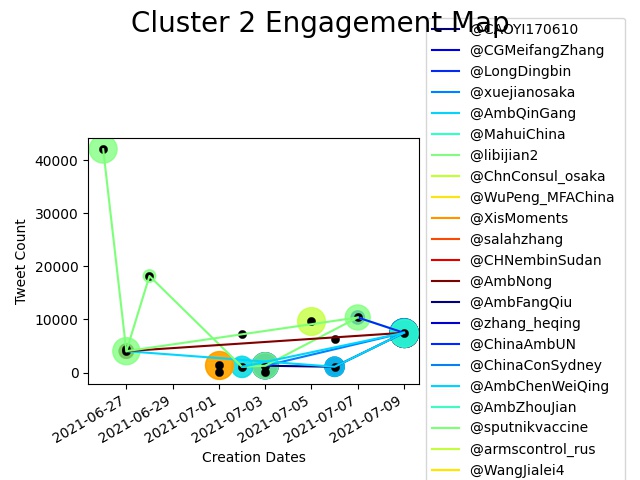 Cluster 2 Engagement Map
@CAOYI170610
@CGMeifangZhang
@LongDingbin
@xuejianosaka
@AmbQinGang
@MahuiChina
@libijian2
@ChnConsul_osaka
@WuPeng_MFAChina
@XisMoments
@salahzhang
@CHNembinSudan
@AmbNong
@AmbFangQiu
@zhang_heqing
@ChinaAmbUN
@ChinaConSydney
@AmbChenWeiQing
@AmbZhouJian
@sputnikvaccine
@armscontrol_rus
@WangJialei4
40000
30000
20000
10000
0
Tweet Count
2021-06-27
2021-06-29
2021-07-01
2021-07-03
2021-07-05
2021-07-07
2021-07-09
Creation Dates